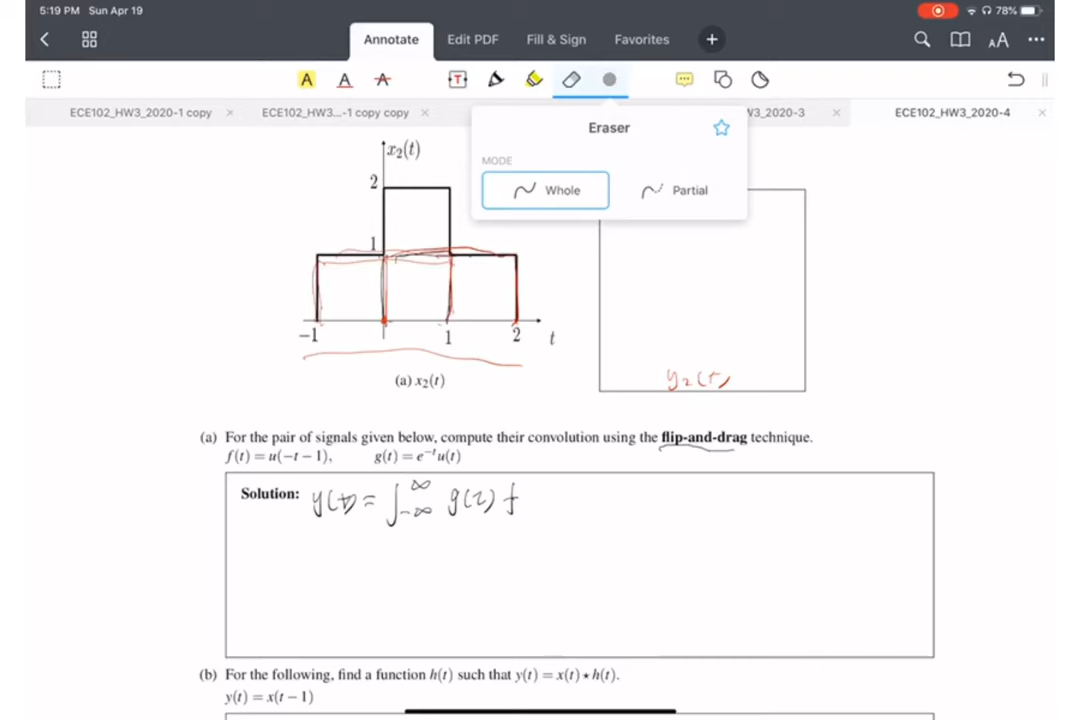 5:19 PM Sun Apr 19
78%
Annotate Edit PDF Fill & Sign Favorites +
AA
A A A T
ECE102_HW3_2020-1 copy × ECE102_HW3...-1 copy copy × W3_2020-3 × ECE102_HW3_2020-4 ×
Eraser
MODE
Whole Partial
x₂(t)
2
1
−1 1 2 t
(a) x₂(t)
y₂(t)
(a) For the pair of signals given below, compute their convolution using the flip-and-drag technique.
f(t) = u(−t − 1), g(t) = e⁻ᵗu(t)
Solution: y(t) = ∫₋∞^∞ g(τ) f
(b) For the following, find a function h(t) such that y(t) = x(t) ⋆ h(t).
y(t) = x(t − 1)